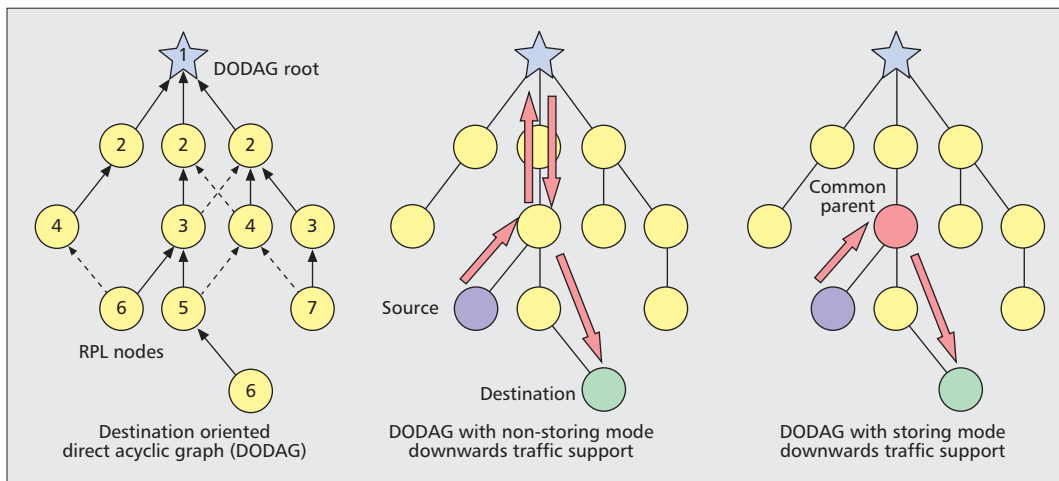 1
DODAG root
2
2
2
4
3
4
3
6
5
7
RPL nodes
6
Destination oriented
direct acyclic graph (DODAG)
Source
Destination
DODAG with non-storing mode
downwards traffic support
Common
parent
DODAG with storing mode
downwards traffic support